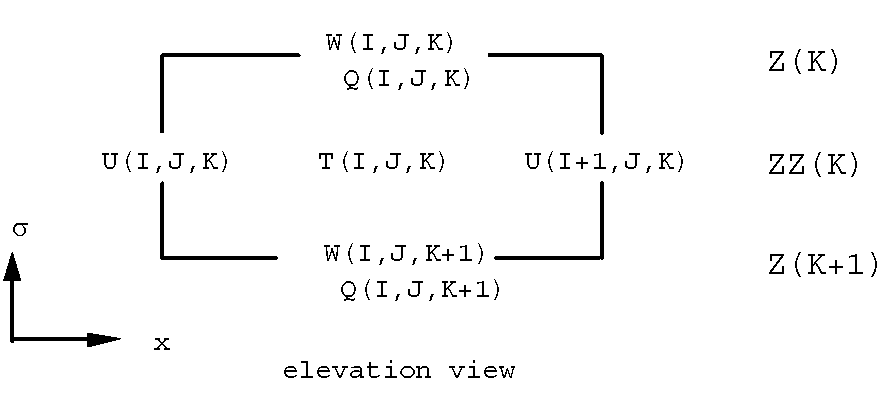 W(I,J,K)
Q(I,J,K)
Z(K)
U(I,J,K) T(I,J,K) U(I+1,J,K)
ZZ(K)
W(I,J,K+1)
Q(I,J,K+1)
Z(K+1)
σ
x
elevation view